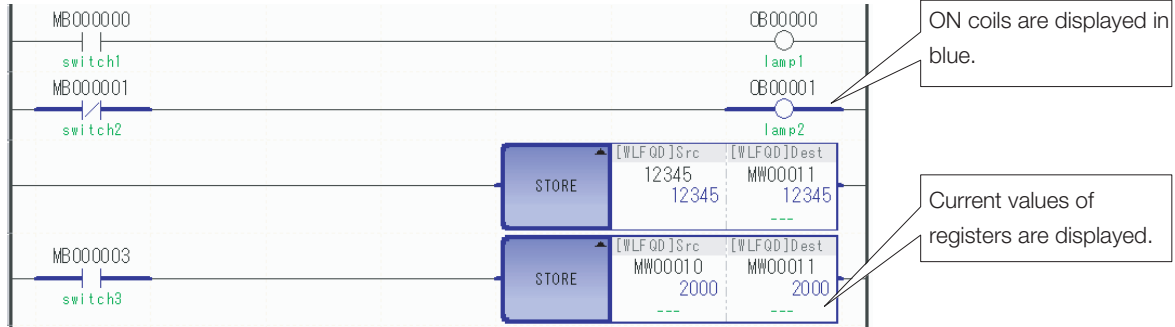 MB000000
OB00000
switch1
lamp1
MB000001
OB00001
switch2
lamp2
ON coils are displayed in
blue.
STORE
[WLFQD]Src
[WLFQD]Dest
12345
MW00011
12345
12345
---
MB000003
switch3
STORE
[WLFQD]Src
[WLFQD]Dest
MW00010
MW00011
2000
2000
---
---
Current values of
registers are displayed.